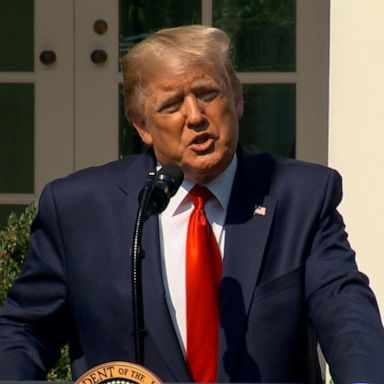 DENT OF THE